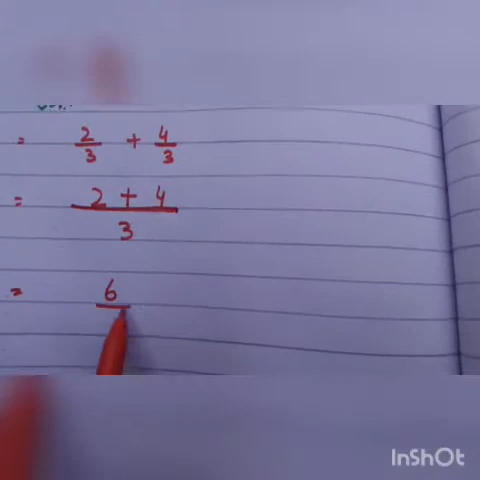 = 2/3 + 4/3
= 2 + 4 / 3
= 6
InShOt